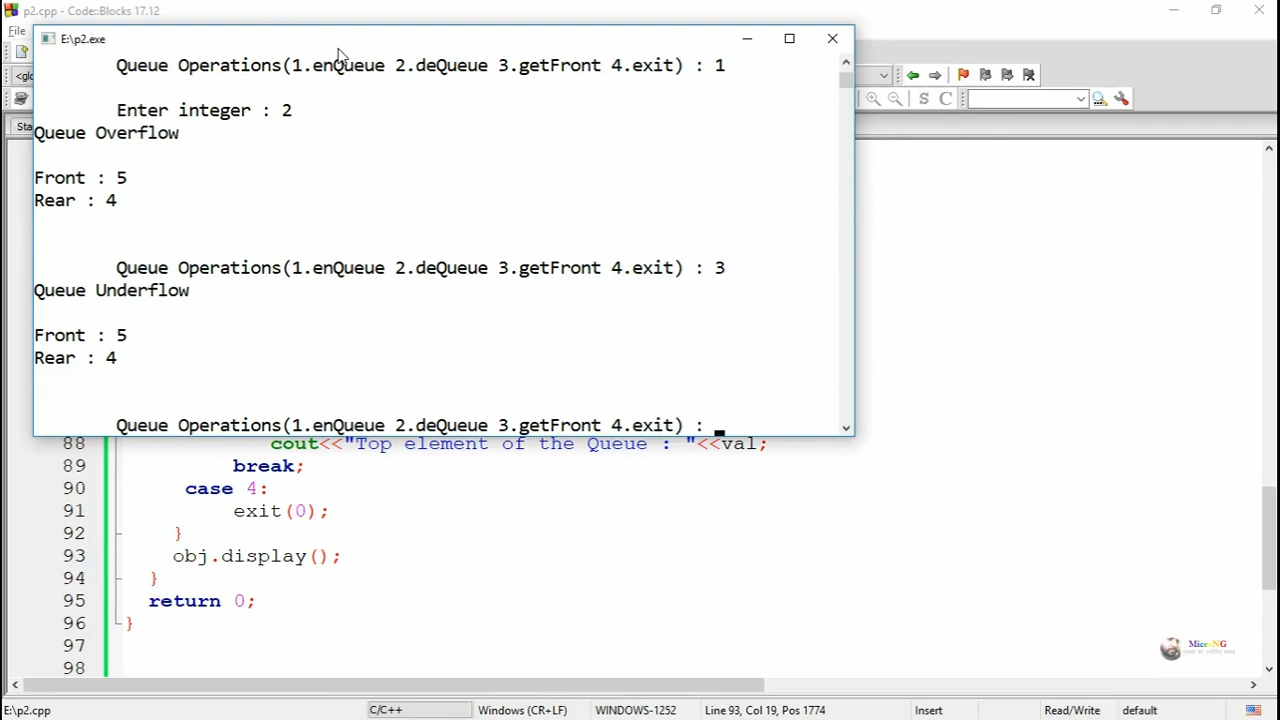 p2.cpp - Code::Blocks 17.12
File
E:\p2.exe
Queue Operations(1.enQueue 2.deQueue 3.getFront 4.exit) : 1
<glo
Enter integer : 2
S C
Sta
Queue Overflow
Front : 5
Rear : 4
Queue Operations(1.enQueue 2.deQueue 3.getFront 4.exit) : 3
Queue Underflow
Front : 5
Rear : 4
Queue Operations(1.enQueue 2.deQueue 3.getFront 4.exit) :
88 cout<<"Top element of the Queue : "<<val;
89 break;
90 case 4:
91 exit(0);
92 }
93 obj.display();
94 }
95 return 0;
96 }
97
MicroNG
98
E:\p2.cpp C/C++ Windows (CR+LF) WINDOWS-1252 Line 93, Col 19, Pos 1774 Insert Read/Write default